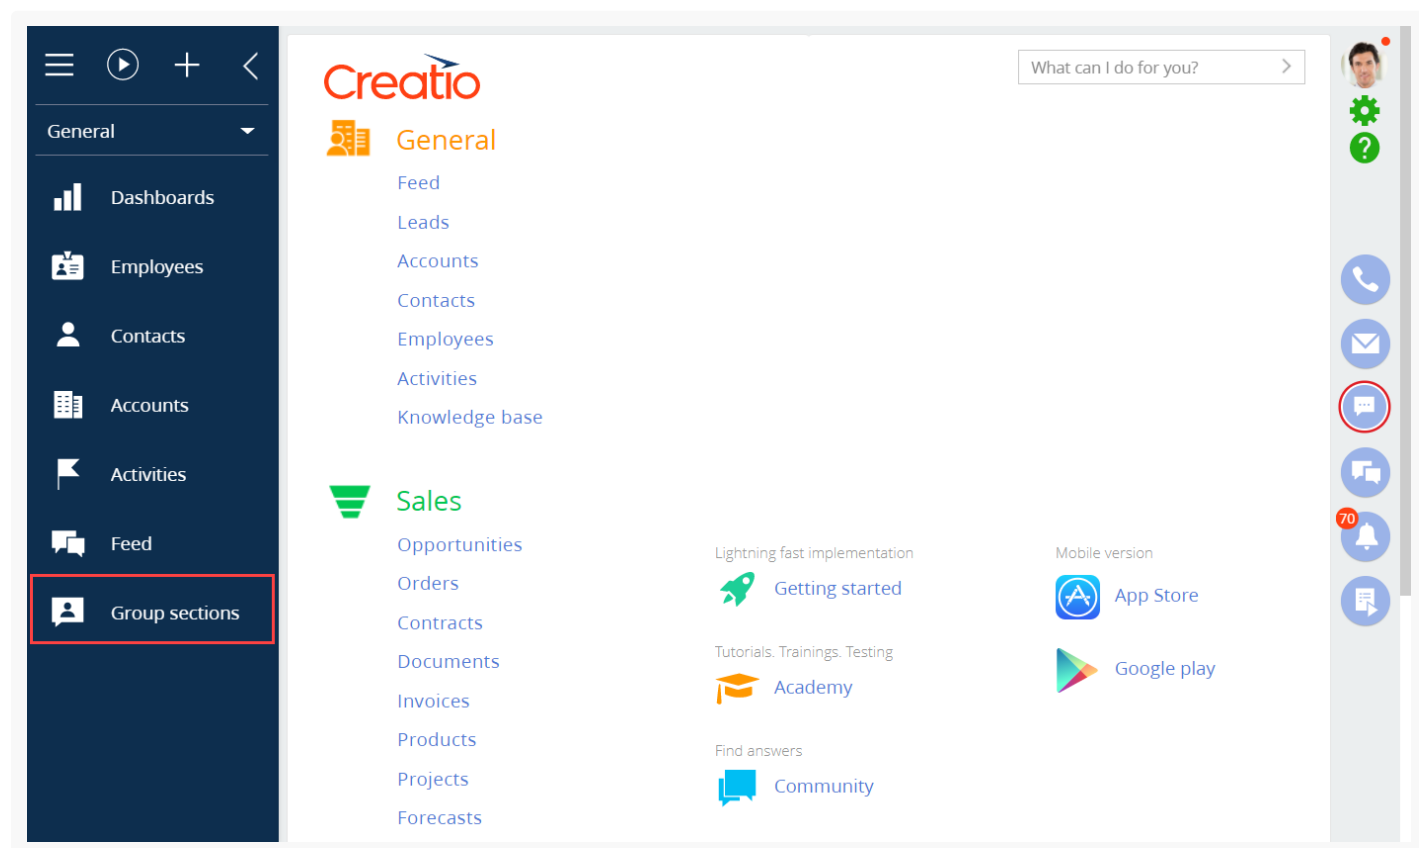 General
Dashboards
Employees
Contacts
Accounts
Activities
Feed
Group sections
Creatio
What can I do for you?
General
Feed
Leads
Accounts
Contacts
Employees
Activities
Knowledge base
Sales
Opportunities
Orders
Contracts
Documents
Invoices
Products
Projects
Forecasts
Lightning fast implementation
Getting started
Tutorials. Trainings. Testing
Academy
Find answers
Community
Mobile version
App Store
Google play
?
70